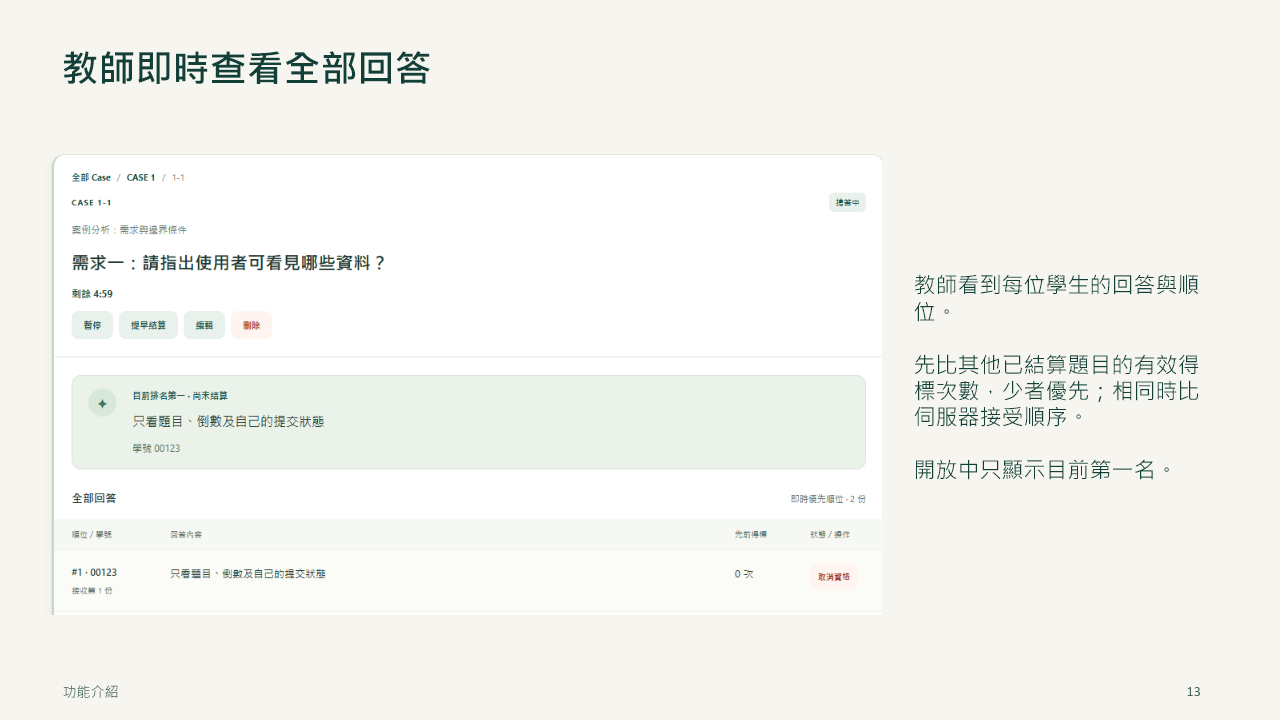 教師即時查看全部回答
全部 Case / CASE 1 / 1-1
CASE 1-1
搶答中
案例分析：需求與邊界條件
需求一：請指出使用者可看見哪些資料？
剩餘 4:59
暫停 提早結算 編輯 刪除
目前排名第一 · 尚未結算
只看題目、倒數及自己的提交狀態
學號 00123
全部回答
即時優先順位 · 2 份
順位 / 學號 回答內容 先前得標 狀態 / 操作
#1 · 00123 只看題目、倒數及自己的提交狀態 0 次 取消資格
接收第 1 份
教師看到每位學生的回答與順
位。
先比其他已結算題目的有效得
標次數，少者優先；相同時比
伺服器接受順序。
開放中只顯示目前第一名。
功能介紹
13